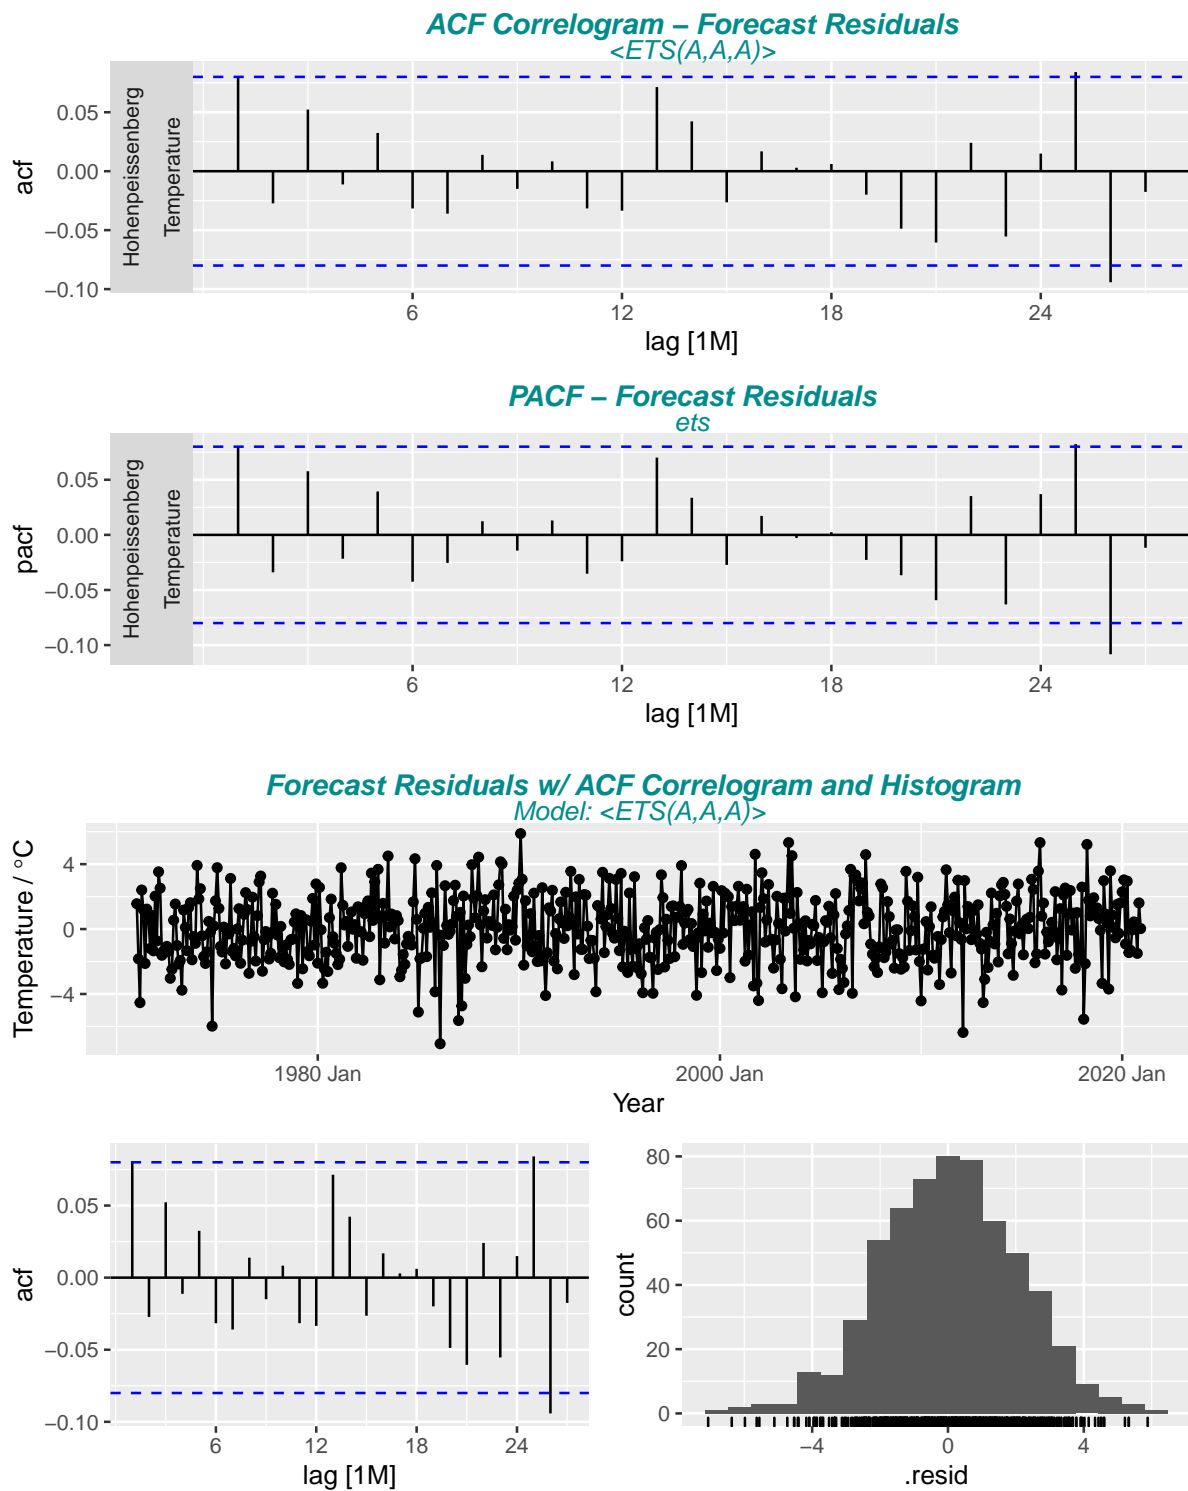 ACF Correlogram – Forecast Residuals
<ETS(A,A,A)>
acf
Hohenpeissenberg
Temperature
0.05
0.00
−0.05
−0.10
6 12 18 24
lag [1M]
PACF – Forecast Residuals
ets
pacf
Hohenpeissenberg
Temperature
0.05
0.00
−0.05
−0.10
6 12 18 24
lag [1M]
Forecast Residuals w/ ACF Correlogram and Histogram
Model: <ETS(A,A,A)>
Temperature / °C
4
0
−4
1980 Jan 2000 Jan 2020 Jan
Year
acf
0.05
0.00
−0.05
−0.10
6 12 18 24
lag [1M]
count
80
60
40
20
0
−4 0 4
.resid